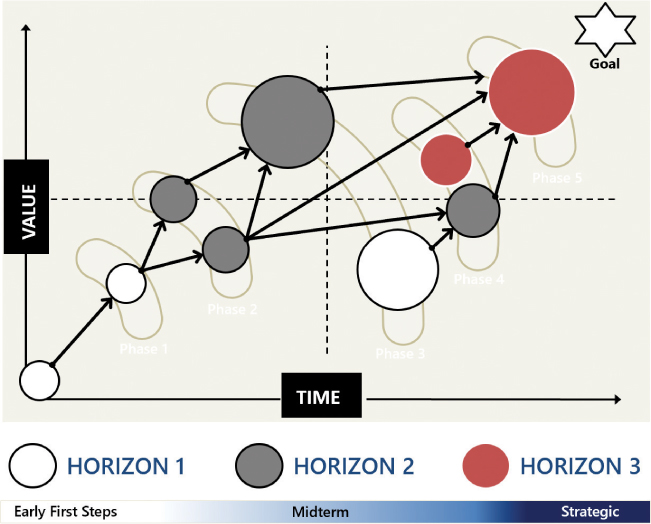 Goal
VALUE
Phase 5
Phase 4
Phase 2
Phase 1
Phase 3
TIME
HORIZON 1
HORIZON 2
HORIZON 3
Early First Steps
Midterm
Strategic